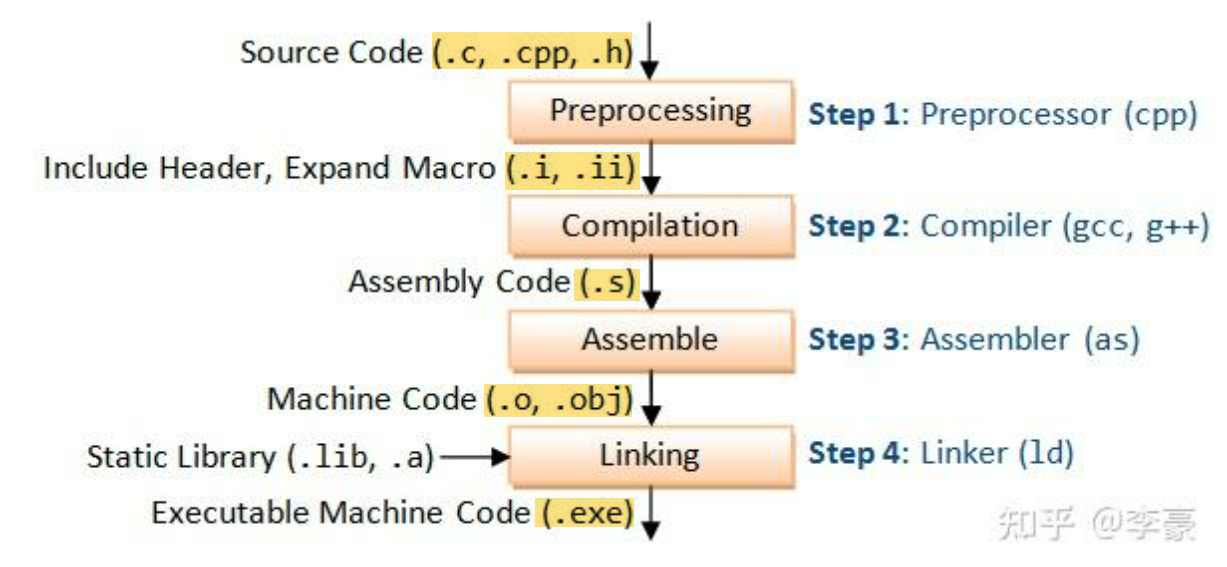 Source Code (.c, .cpp, .h)
Preprocessing
Step 1: Preprocessor (cpp)
Include Header, Expand Macro (.i, .ii)
Compilation
Step 2: Compiler (gcc, g++)
Assembly Code (.s)
Assemble
Step 3: Assembler (as)
Machine Code (.o, .obj)
Static Library (.lib, .a)
Linking
Step 4: Linker (ld)
Executable Machine Code (.exe)
知乎 @李豪